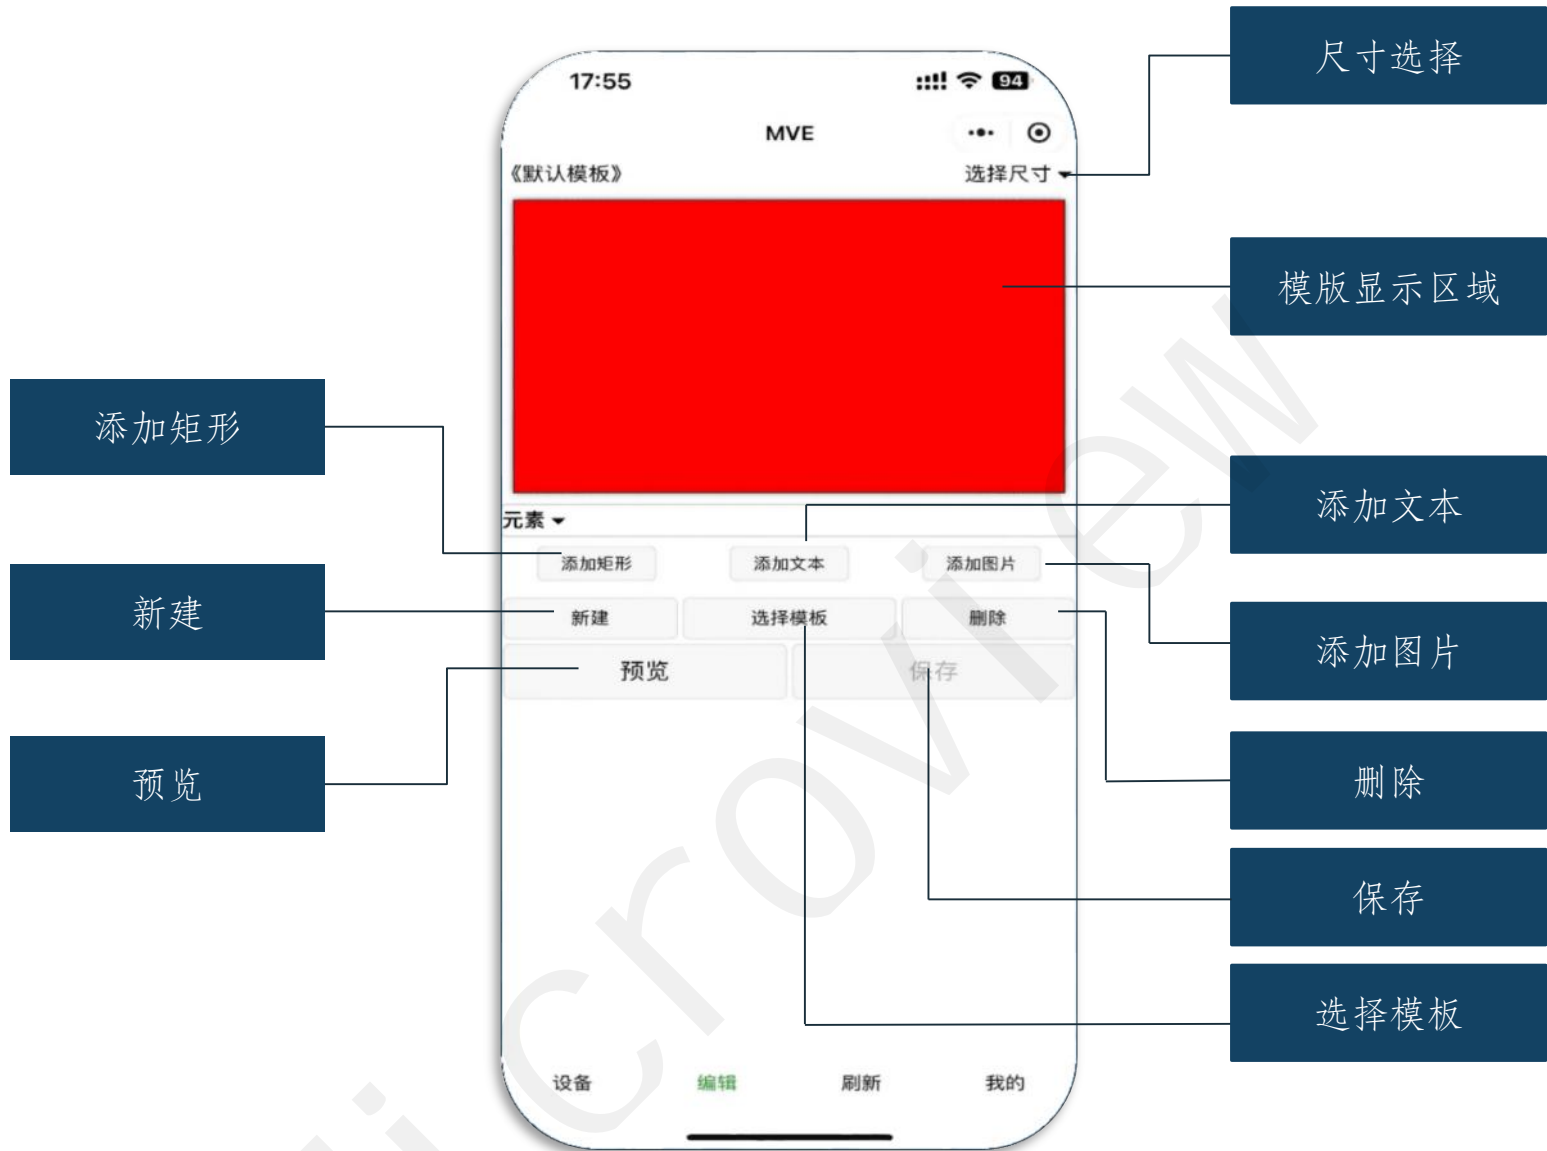 尺寸选择
17:55
94
MVE
《默认模板》
选择尺寸
模版显示区域
添加矩形
添加文本
元素
添加矩形
添加文本
添加图片
新建
新建
选择模板
删除
添加图片
预览
保存
预览
删除
保存
选择模板
设备
编辑
刷新
我的
icroview